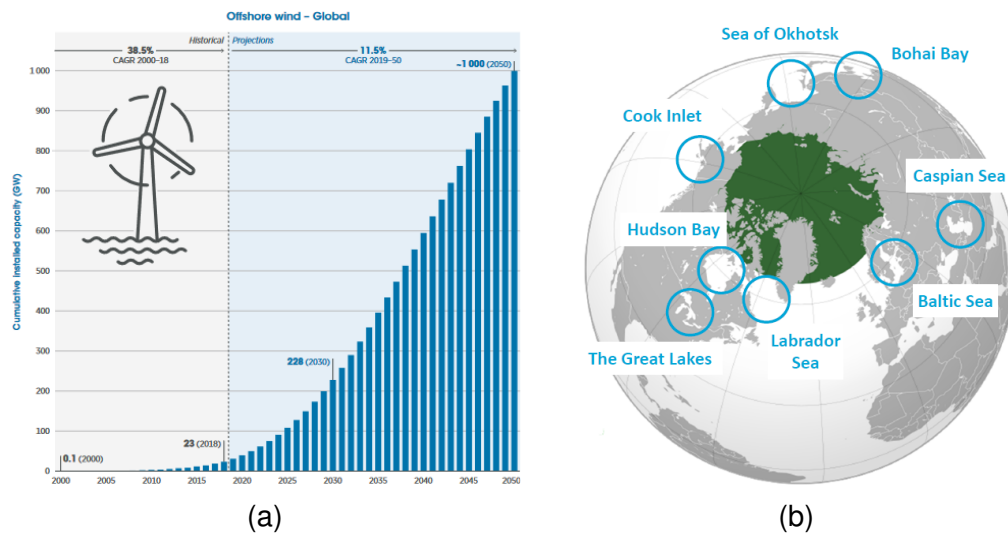 Offshore wind – Global
Historical
Projections
38.5%
CAGR 2000–18
11.5%
CAGR 2019–50
~1 000 (2050)
1 000
900
800
700
600
500
400
300
200
100
0
Cumulative installed capacity (GW)
228 (2030)
23 (2018)
0.1 (2000)
2000
2010
2015
2020
2025
2030
2035
2040
2045
2050
(a)
Sea of Okhotsk
Bohai Bay
Cook Inlet
Caspian Sea
Hudson Bay
Baltic Sea
Labrador
Sea
The Great Lakes
(b)